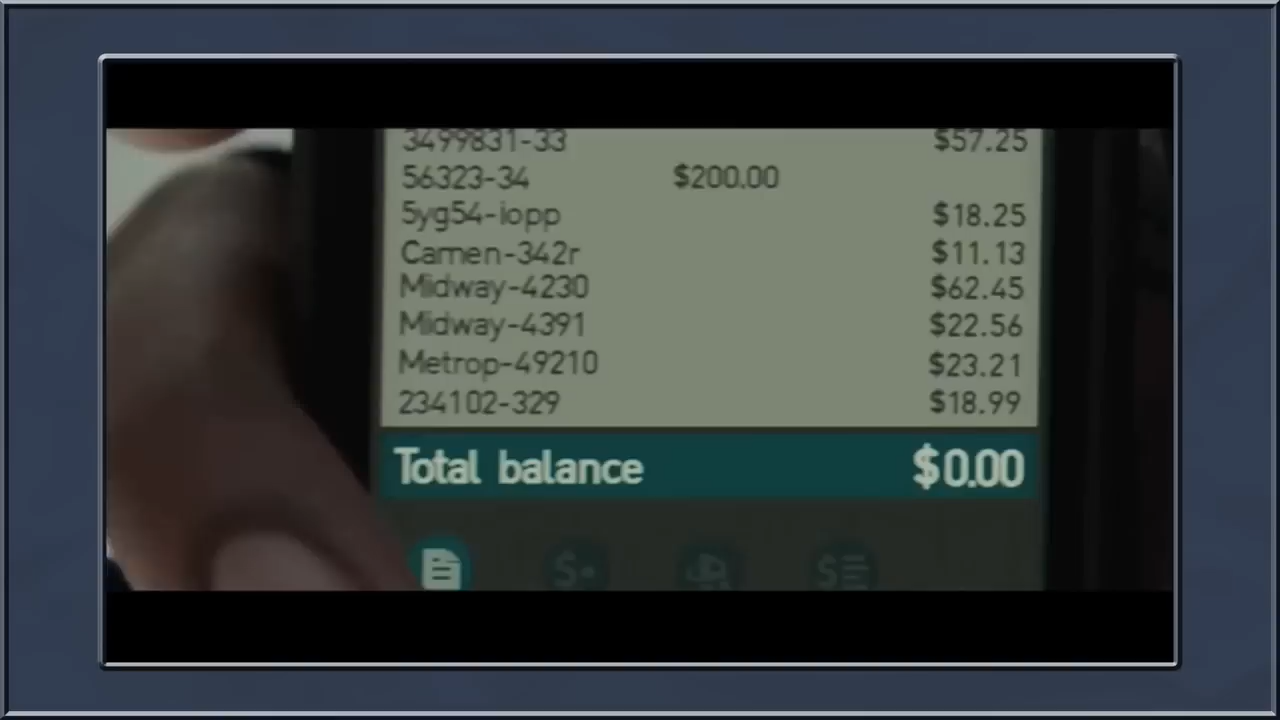 3499831-33 $57.25
56323-34 $200.00
5yg54-iopp $18.25
Camen-342r $11.13
Midway-4230 $62.45
Midway-4391 $22.56
Metrop-49210 $23.21
234102-329 $18.99
Total balance $0.00